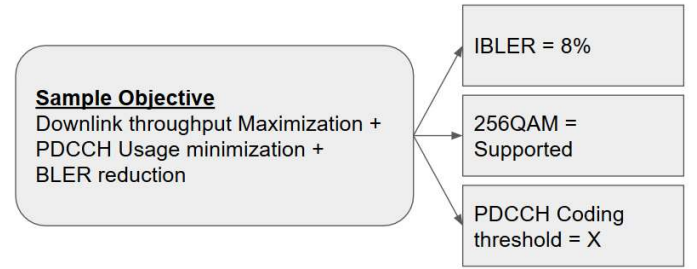 Sample Objective
Downlink throughput Maximization +
PDCCH Usage minimization +
BLER reduction
IBLER = 8%
256QAM =
Supported
PDCCH Coding
threshold = X